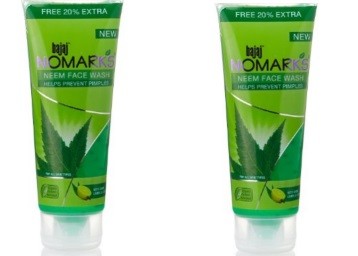 FREE 20% EXTRA
NEW
bajaj
NOMARKS
NEEM FACE WASH
HELPS PREVENT PIMPLES
FREE 20% EXTRA
NEW
bajaj
NOMARKS
NEEM FACE WASH
HELPS PREVENT PIMPLES